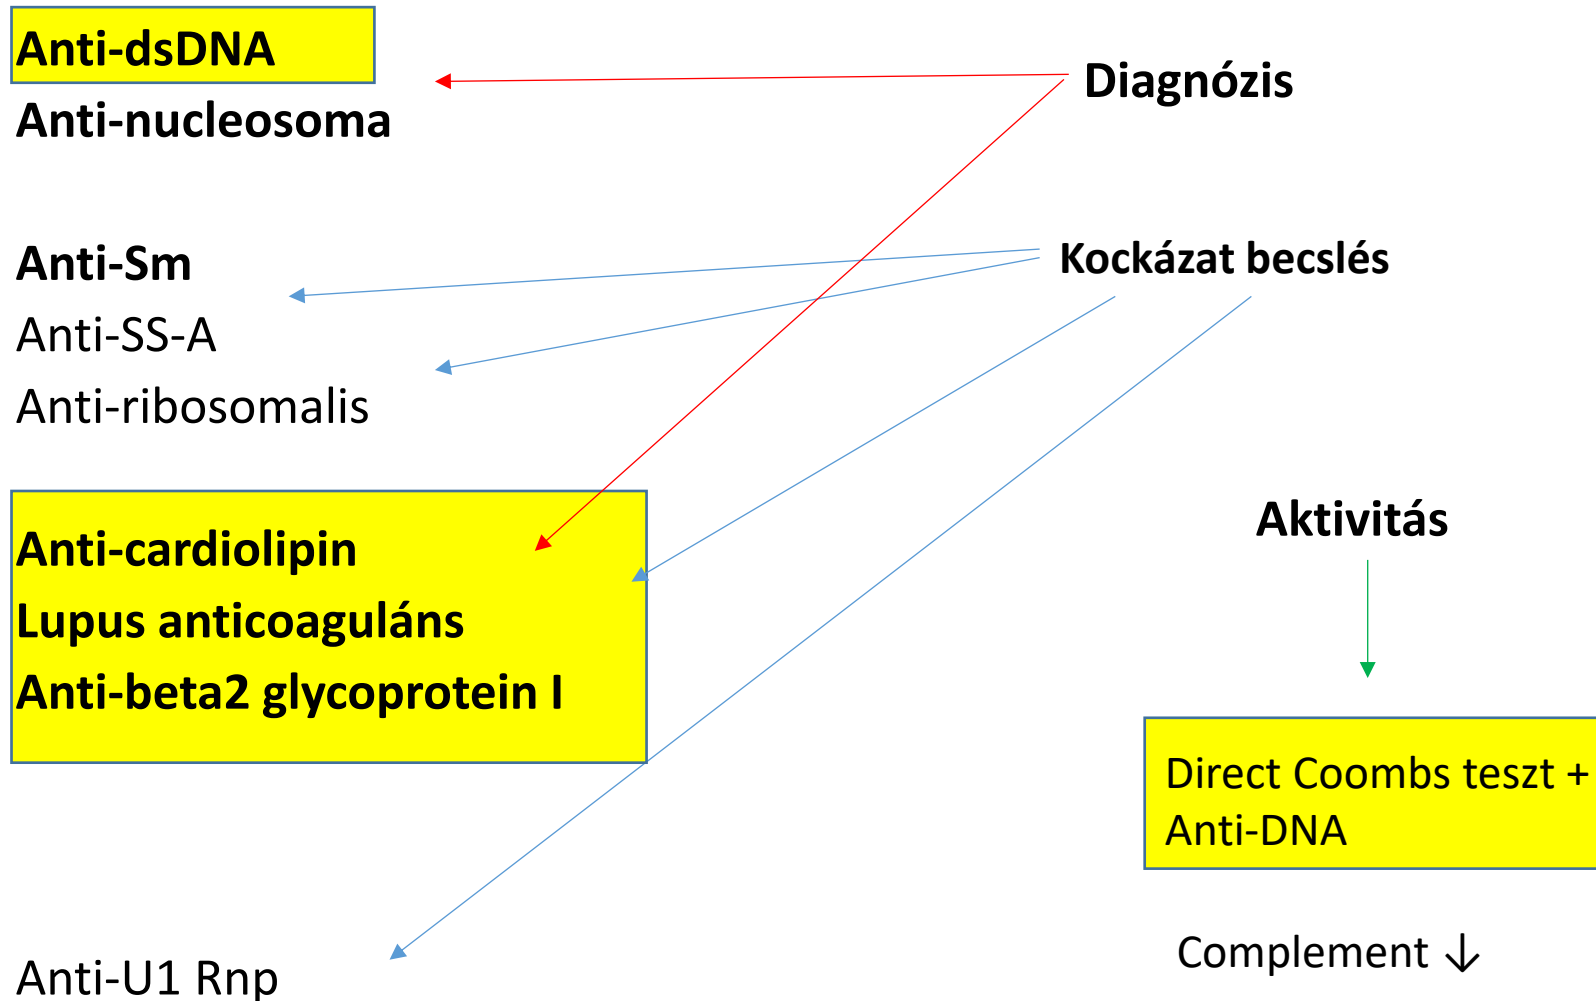 Anti-dsDNA
Anti-nucleosoma
Anti-Sm
Anti-SS-A
Anti-ribosomalis
Anti-cardiolipin
Lupus anticoaguláns
Anti-beta2 glycoprotein I
Anti-U1 Rnp
Diagnózis
Kockázat becslés
Aktivitás
Direct Coombs teszt +
Anti-DNA
Complement ↓